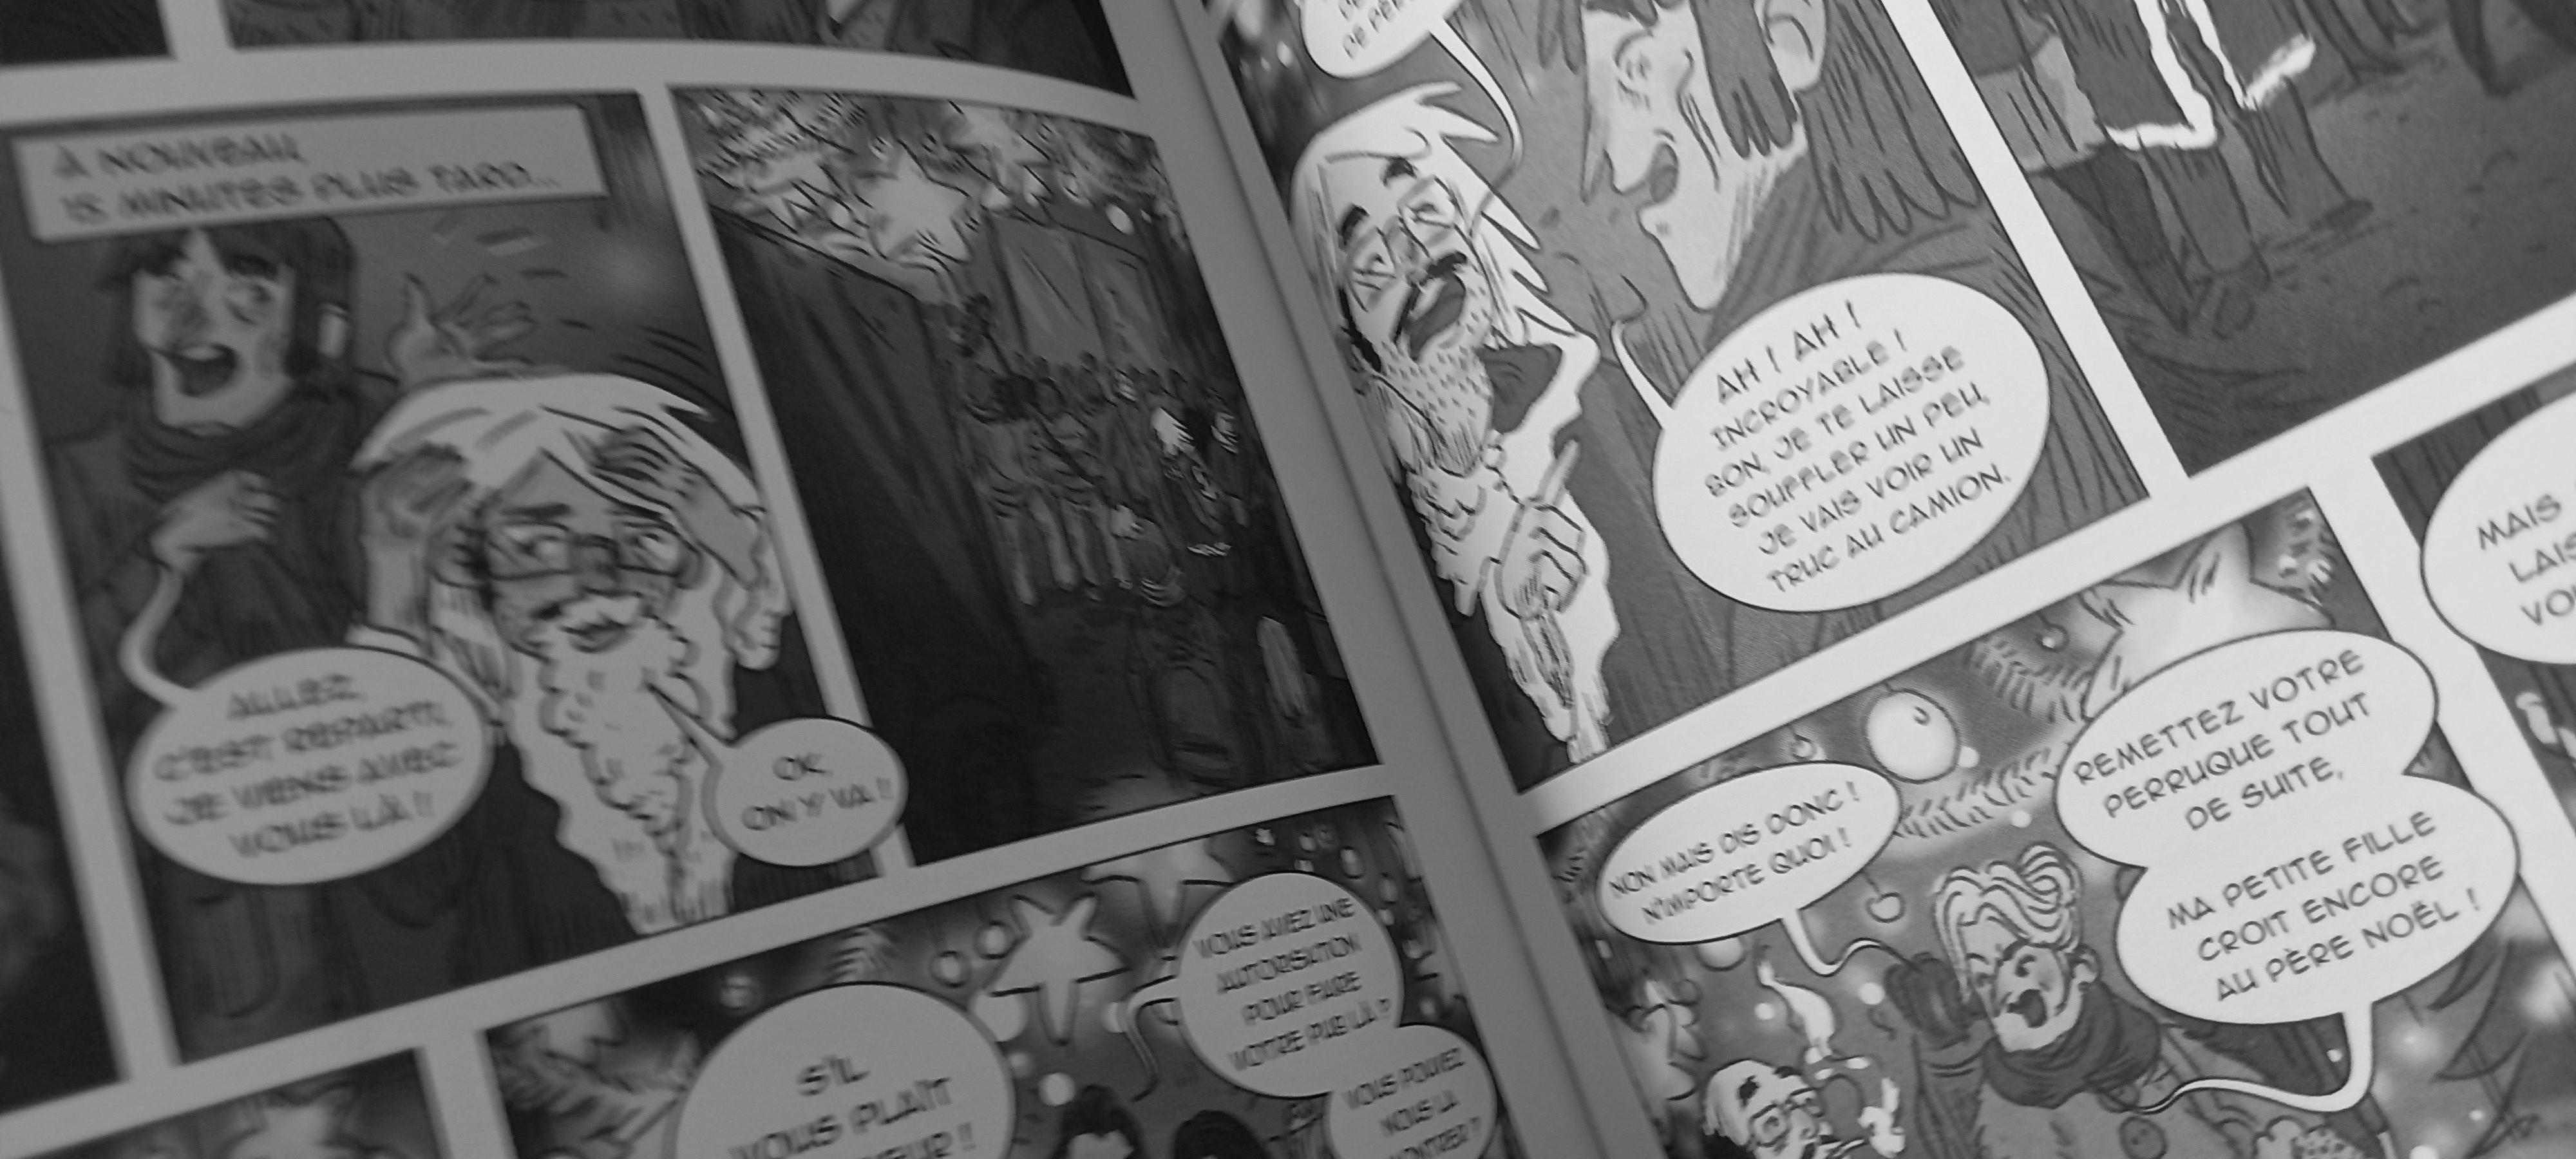 À NOUVEAU
15 MINUTES PLUS TARD...
ALLEZ,
C'EST REPARTI.
JE VIENS AVEC
VOUS LÀ !!
OK.
ON Y VA !!
S'IL
VOUS PLAÎT
VOUS AVEZ UNE
AUTORISATION
POUR FAIRE
VOTRE PUB LÀ ?
VOUS POUVEZ
NOUS LA
MONTRER ?
AH ! AH !
INCROYABLE !
BON, JE TE LAISSE
SOUFFLER UN PEU,
JE VAIS VOIR UN
TRUC AU CAMION.
NON MAIS DIS DONC !
N'IMPORTE QUOI !
REMETTEZ VOTRE
PERRUQUE TOUT
DE SUITE,
MA PETITE FILLE
CROIT ENCORE
AU PÈRE NOËL !
MAIS